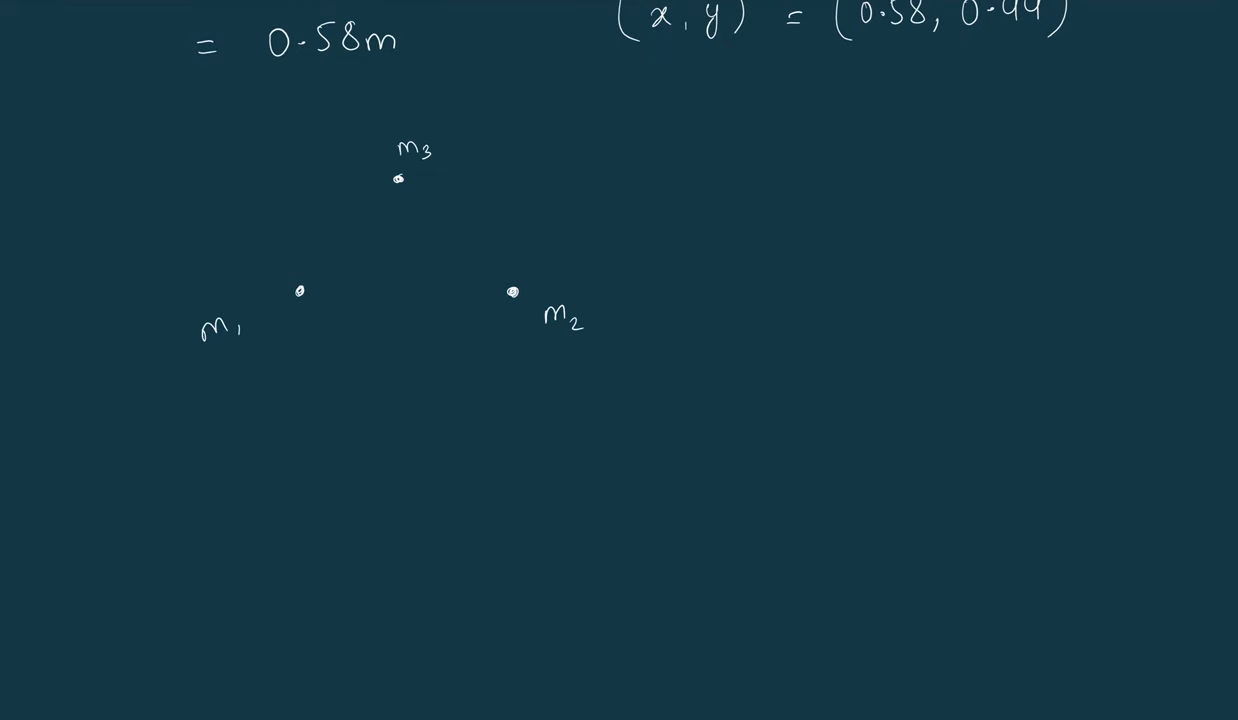 (x, y) = (0.58, 0.44)
= 0.58m
m3
m1
m2